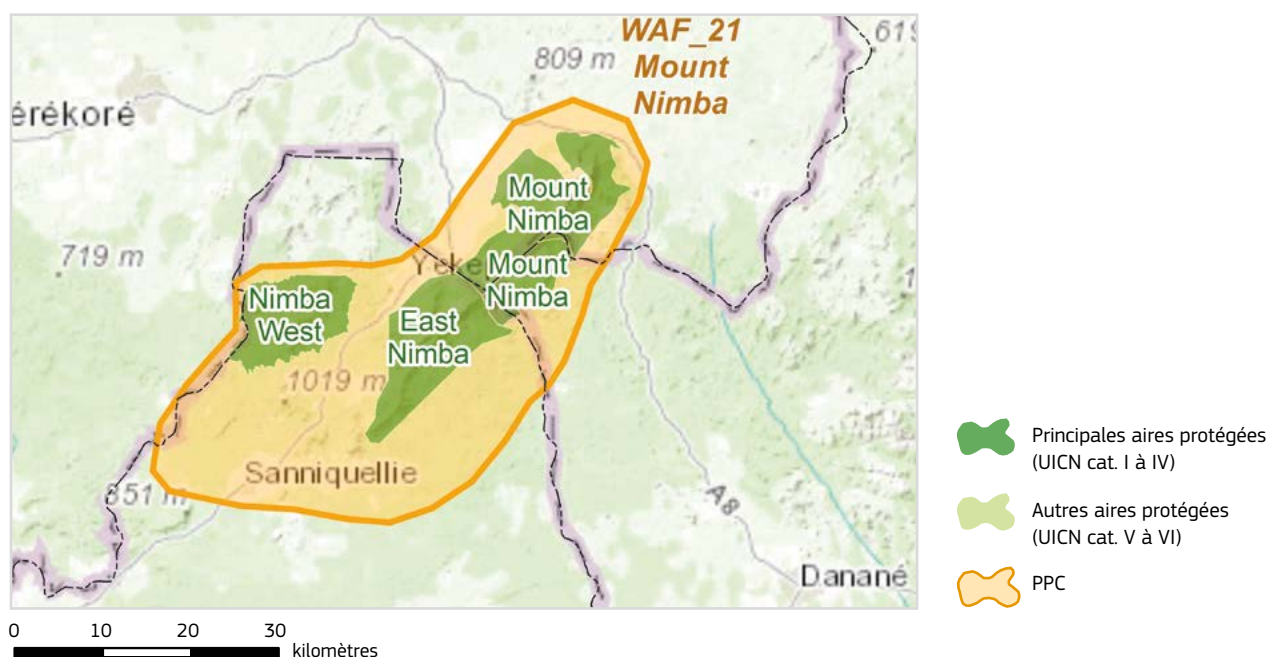 WAF_21
Mount
Nimba
809 m
619
érékoré
719 m
Mount
Nimba
Yeke
Mount
Nimba
Nimba
West
East
Nimba
1019 m
Sanniquellie
851 m
A8
Danané
1
Principales aires protégées
(UICN cat. I à IV)
Autres aires protégées
(UICN cat. V à VI)
PPC
0 10 20 30
kilomètres